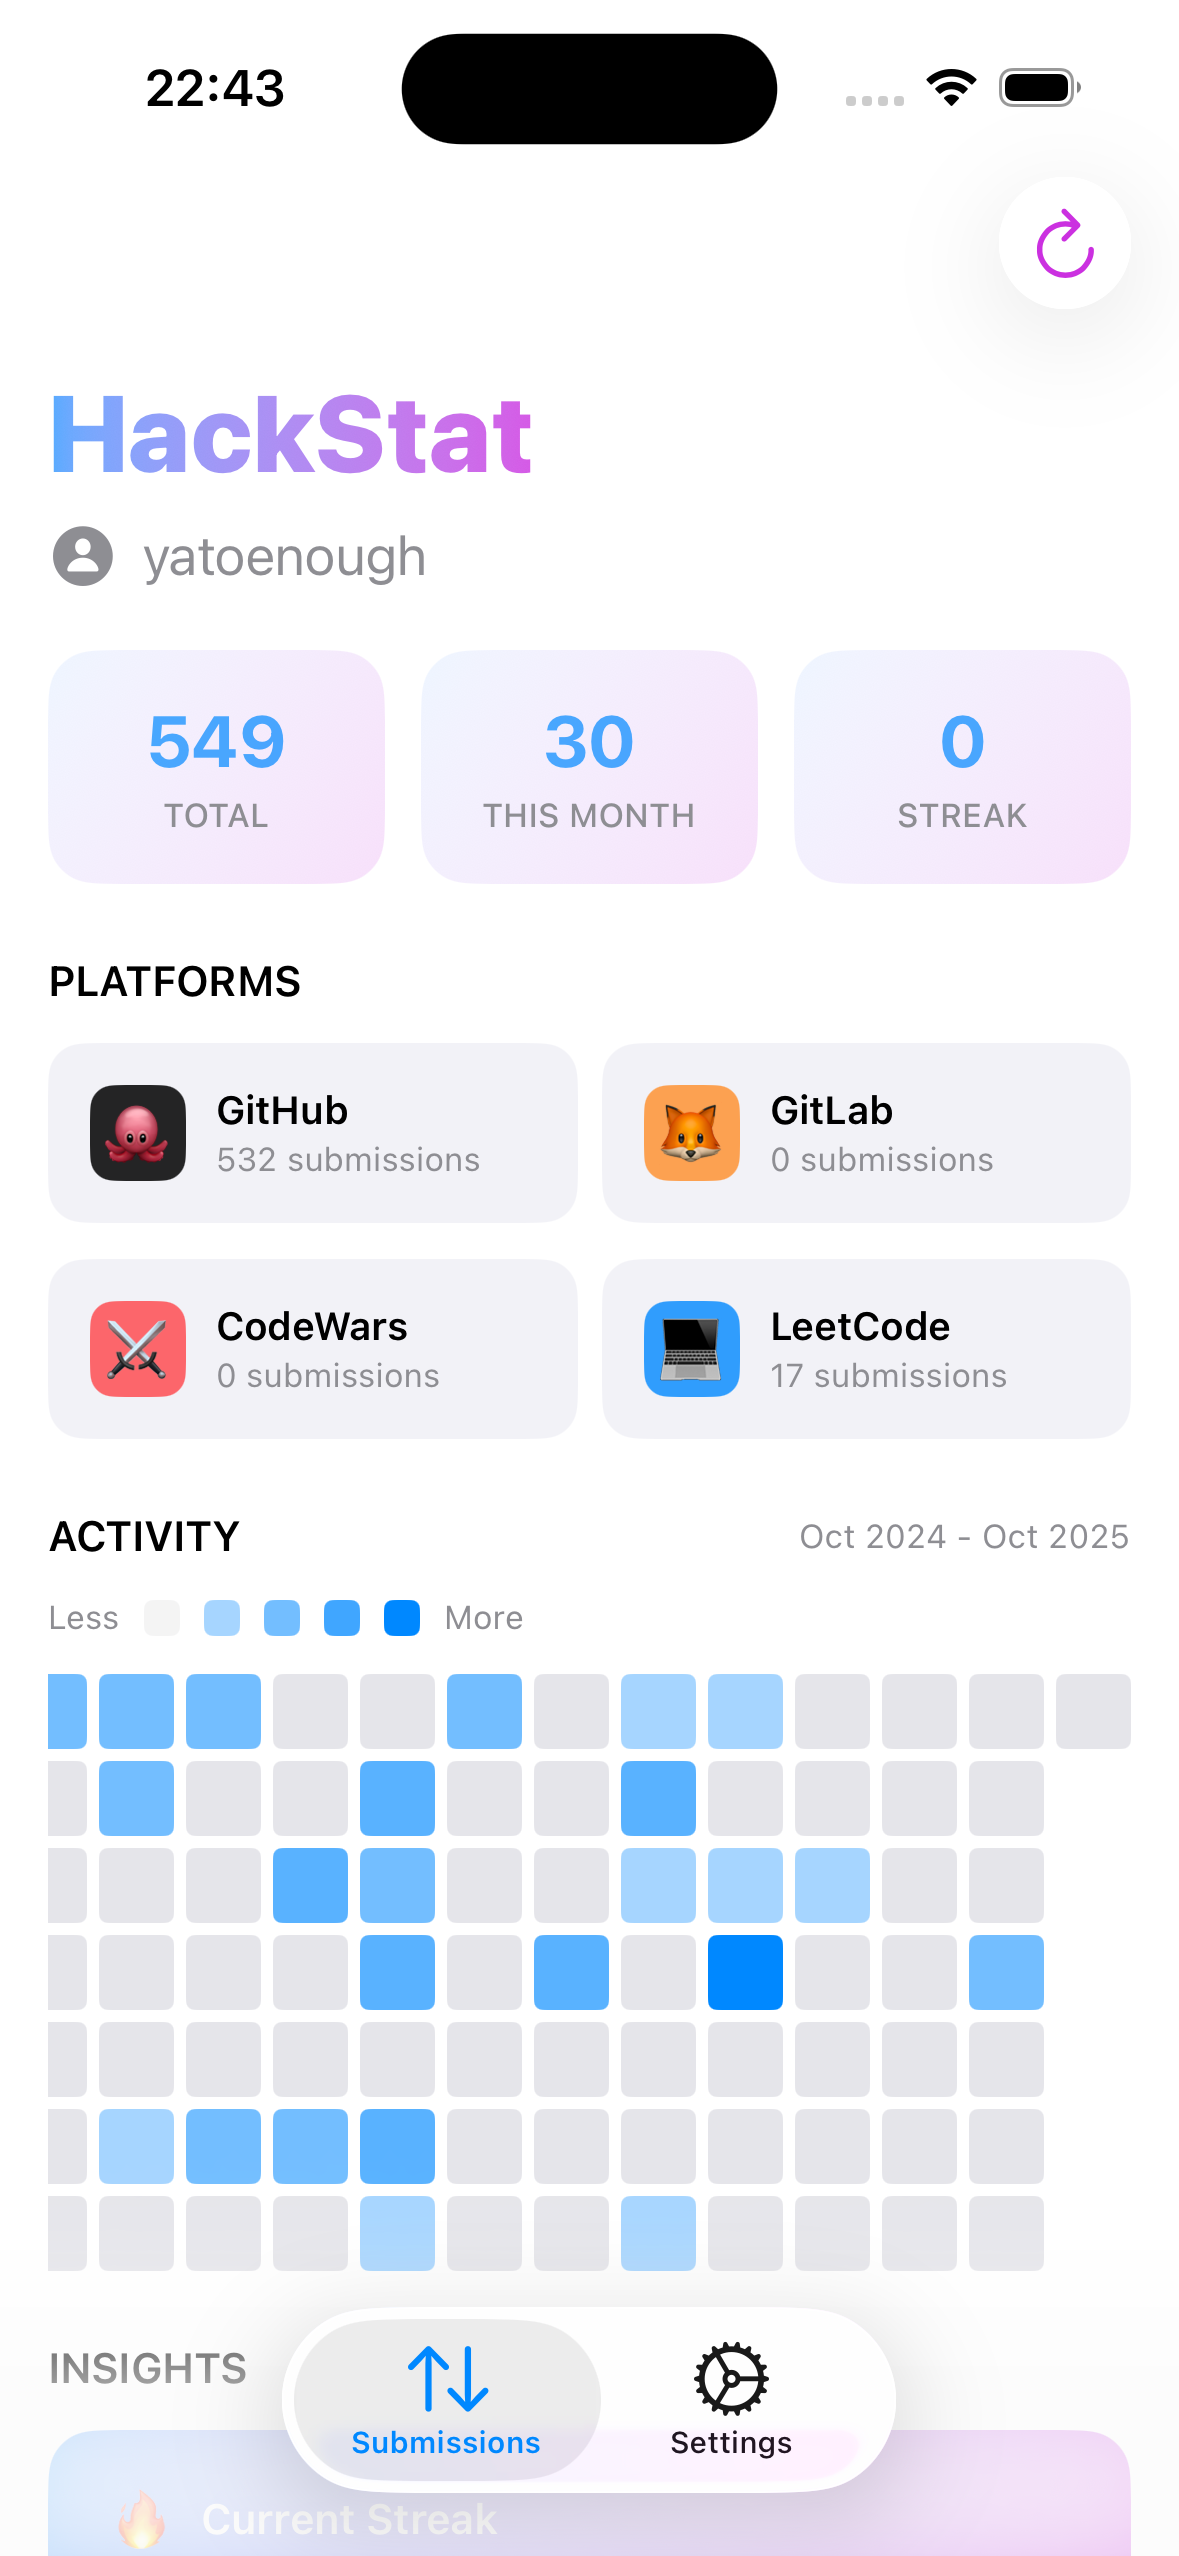 22:43
HackStat
yatoenough
549
TOTAL
30
THIS MONTH
0
STREAK
PLATFORMS
GitHub
532 submissions
GitLab
0 submissions
CodeWars
0 submissions
LeetCode
17 submissions
ACTIVITY
Oct 2024 - Oct 2025
Less
More
INSIGHTS
Submissions
Settings
Current Streak